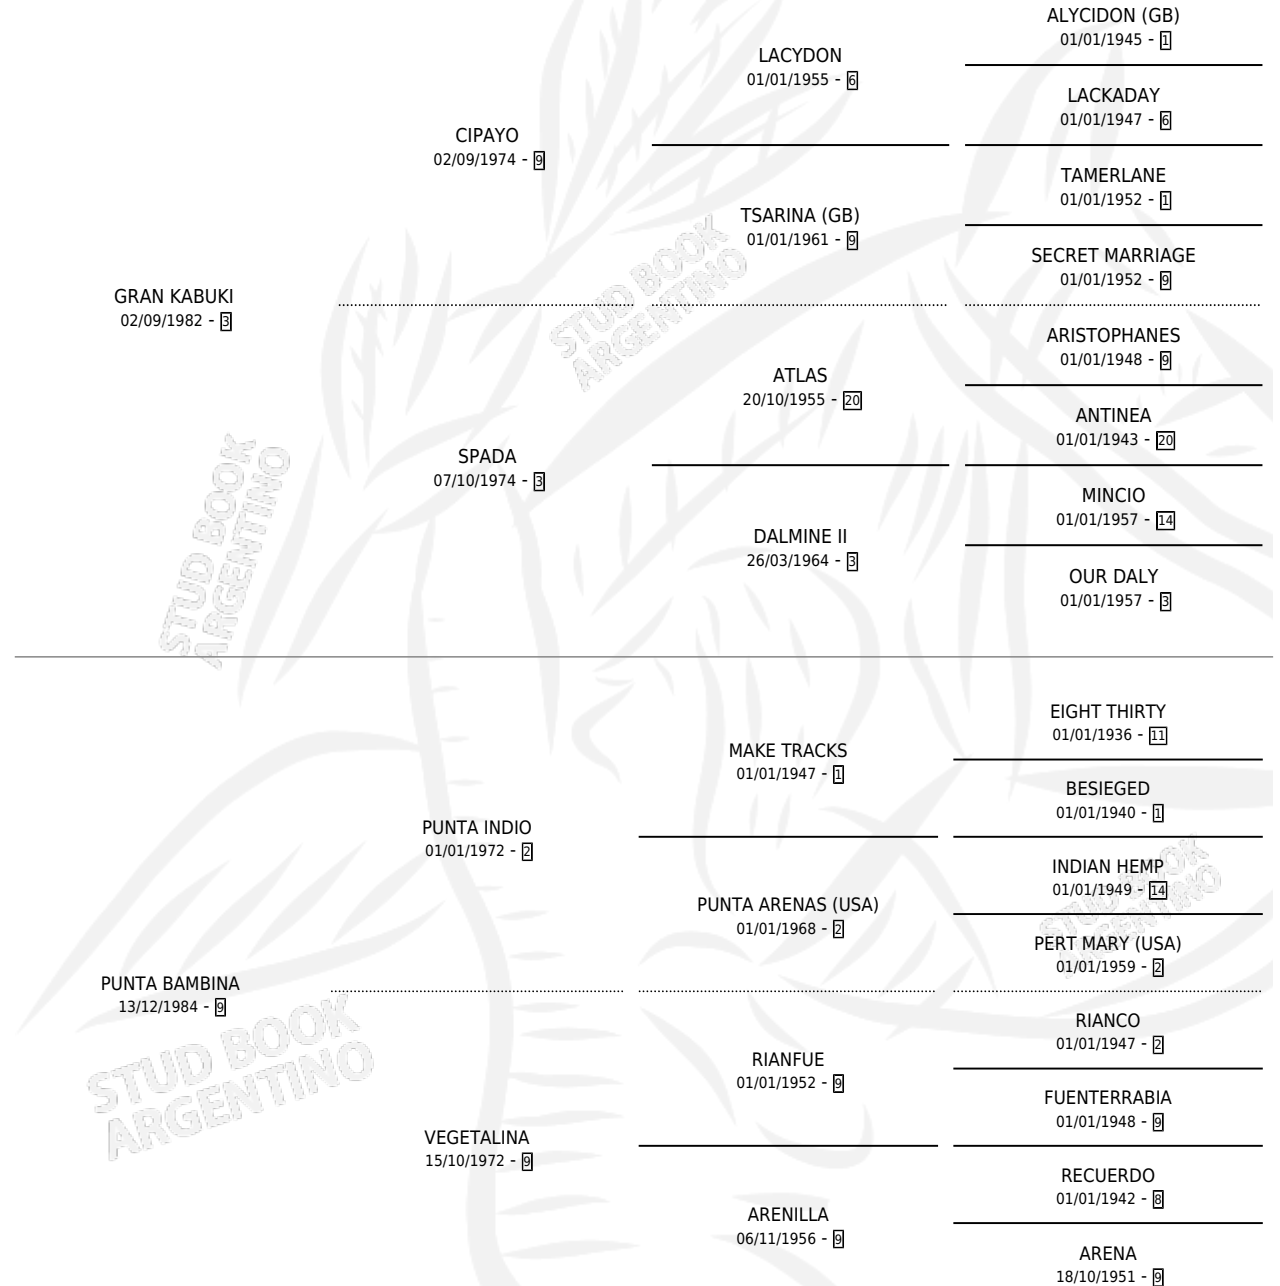 ALYCIDON (GB)
01/01/1945 - 1
LACYDON
01/01/1955 - 6
LACKADAY
01/01/1947 - 6
CIPAYO
02/09/1974 - 9
TAMERLANE
01/01/1952 - 1
TSARINA (GB)
01/01/1961 - 9
SECRET MARRIAGE
01/01/1952 - 9
GRAN KABUKI
02/09/1982 - 3
STUD BOOK
ARGENTINO
ARISTOPHANES
01/01/1948 - 9
ATLAS
20/10/1955 - 20
ANTINEA
01/01/1943 - 20
SPADA
07/10/1974 - 3
MINCIO
01/01/1957 - 14
DALMINE II
26/03/1964 - 3
OUR DALY
01/01/1957 - 3
STUD BOOK
ARGENTINO
EIGHT THIRTY
01/01/1936 - 11
MAKE TRACKS
01/01/1947 - 1
BESIEGED
01/01/1940 - 1
PUNTA INDIO
01/01/1972 - 2
INDIAN HEMP
01/01/1949 - 14
PUNTA ARENAS (USA)
01/01/1968 - 2
STUD BOOK
ARGENTINO
PERT MARY (USA)
01/01/1959 - 2
PUNTA BAMBINA
13/12/1984 - 9
STUD BOOK
ARGENTINO
RIANCO
01/01/1947 - 2
RIANFUE
01/01/1952 - 9
FUENTERRABIA
01/01/1948 - 9
VEGETALINA
15/10/1972 - 9
RECUERDO
01/01/1942 - 8
ARENILLA
06/11/1956 - 9
ARENA
18/10/1951 - 9